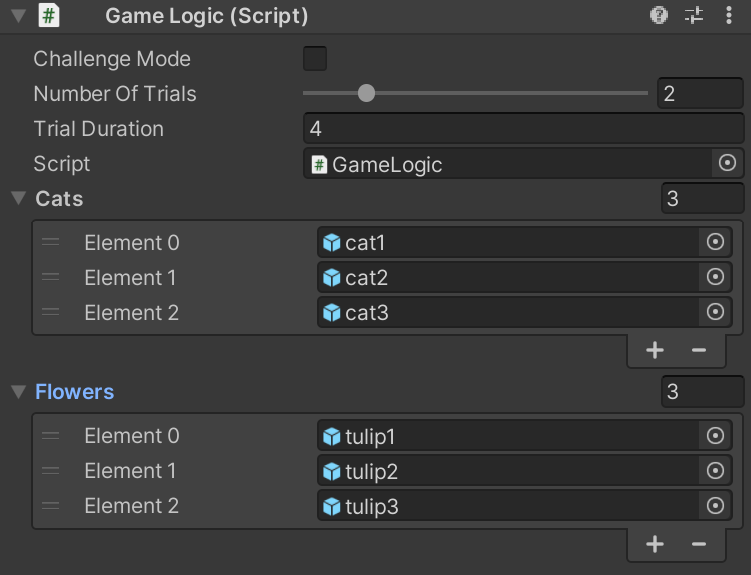 # Game Logic (Script)
Challenge Mode
Number Of Trials 2
Trial Duration 4
Script # GameLogic
Cats 3
Element 0 cat1
Element 1 cat2
Element 2 cat3
+ −
Flowers 3
Element 0 tulip1
Element 1 tulip2
Element 2 tulip3
+ −